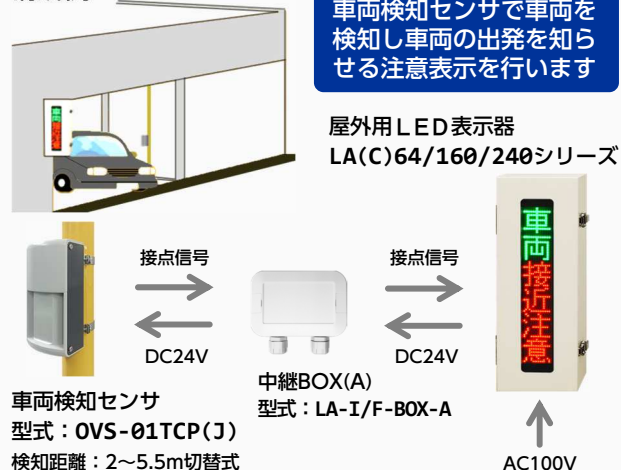 車両検知センサで車両を
検知し車両の出発を知ら
せる注意表示を行います
屋外用LED表示器
LA(C)64/160/240シリーズ
車両接近注意
接点信号
接点信号
DC24V
DC24V
中継BOX(A)
型式：LA-I/F-BOX-A
車両検知センサ
型式：OVS-01TCP(J)
検知距離：2〜5.5m切替式
AC100V